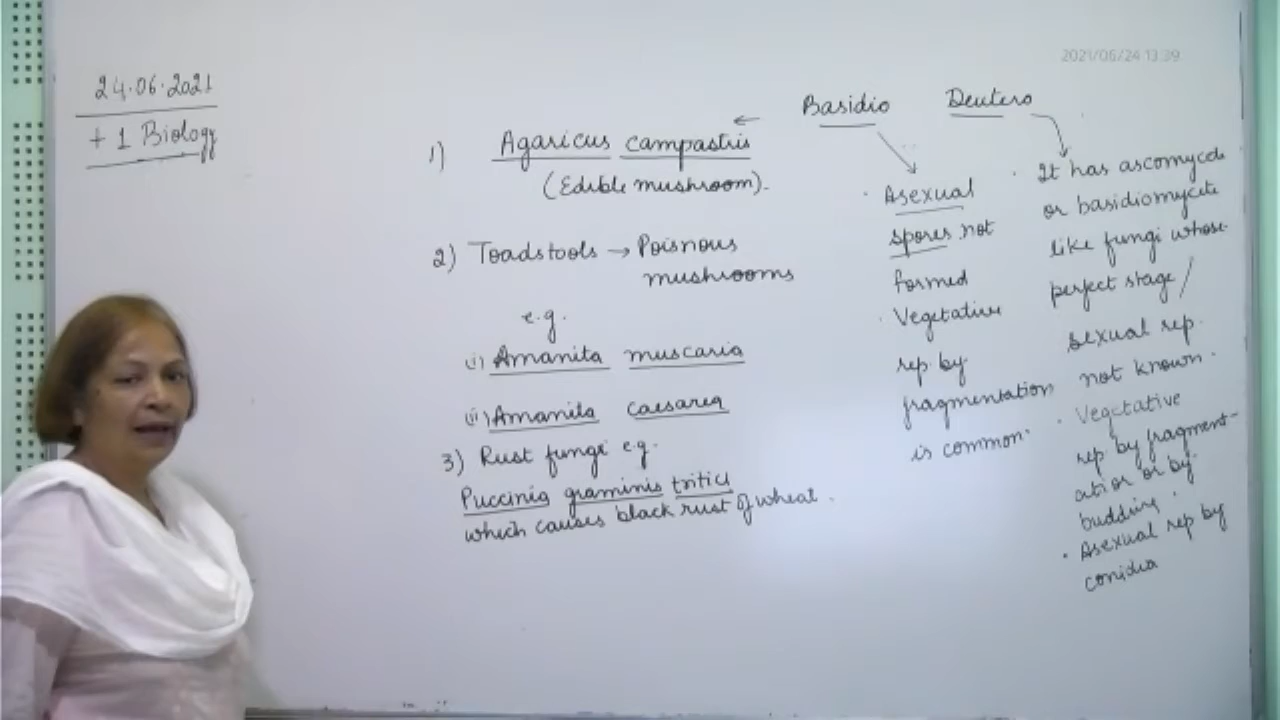 2021/06/24 13:39
24.06.2021
+ 1 Biology
Basidio
Deutero
←
1) Agaricus campastris
(Edible mushroom).
2) Toadstools → Poisnous
mushrooms
e.g.
(i) Amanita muscaria
(ii) Amanita caesarea
3) Rust fungi e.g.
Puccinia graminis tritici
which causes black rust of wheat.
· Asexual
spores not
formed
· Vegetative
rep. by
fragmentation
is common.
· It has ascomycete
or basidiomycete
like fungi whose
perfect stage/
sexual rep.
not known.
· Vegetative
rep by fragment-
ation or by
budding.
· Asexual rep by
conidia